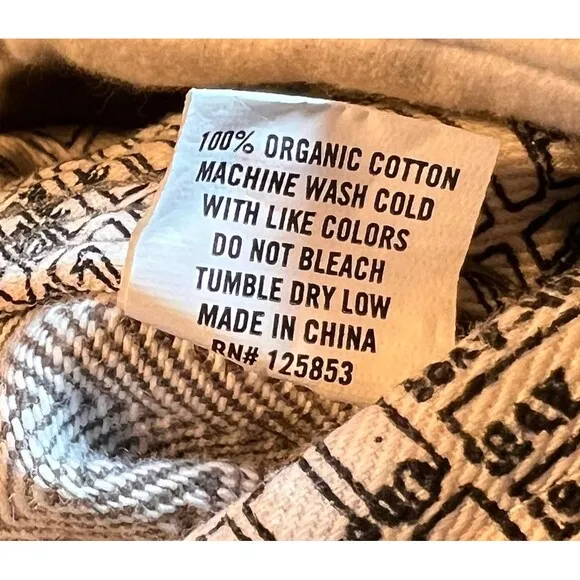 100% ORGANIC COTTON
MACHINE WASH COLD
WITH LIKE COLORS
DO NOT BLEACH
TUMBLE DRY LOW
MADE IN CHINA
RN# 125853